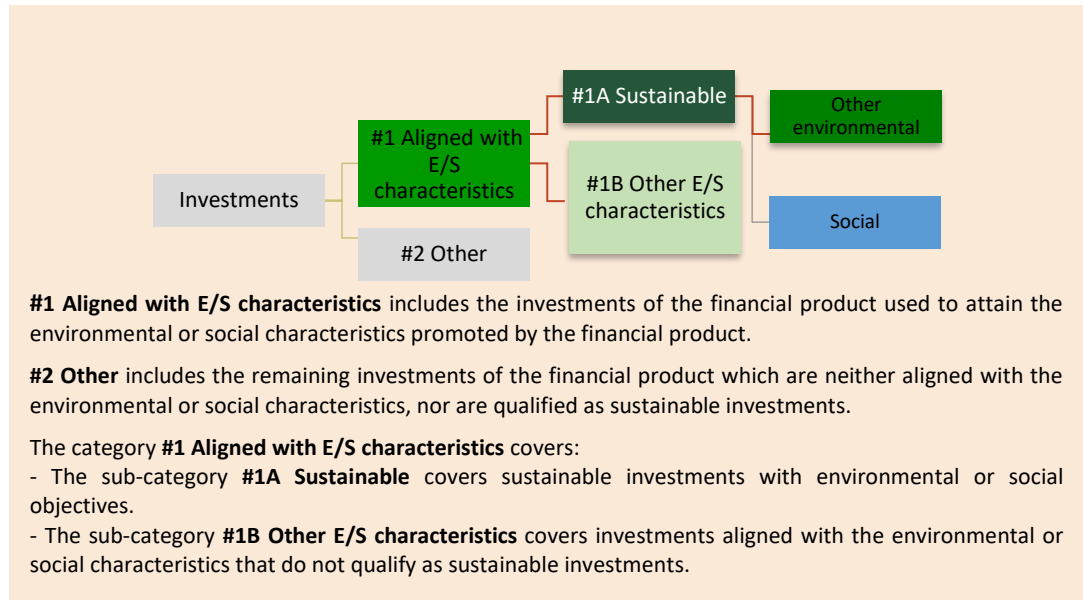 #1A Sustainable
Other
environmental
#1 Aligned with
E/S
characteristics
#1B Other E/S
characteristics
Investments
Social
#2 Other
#1 Aligned with E/S characteristics includes the investments of the financial product used to attain the
environmental or social characteristics promoted by the financial product.
#2 Other includes the remaining investments of the financial product which are neither aligned with the
environmental or social characteristics, nor are qualified as sustainable investments.
The category #1 Aligned with E/S characteristics covers:
- The sub-category #1A Sustainable covers sustainable investments with environmental or social
objectives.
- The sub-category #1B Other E/S characteristics covers investments aligned with the environmental or
social characteristics that do not qualify as sustainable investments.